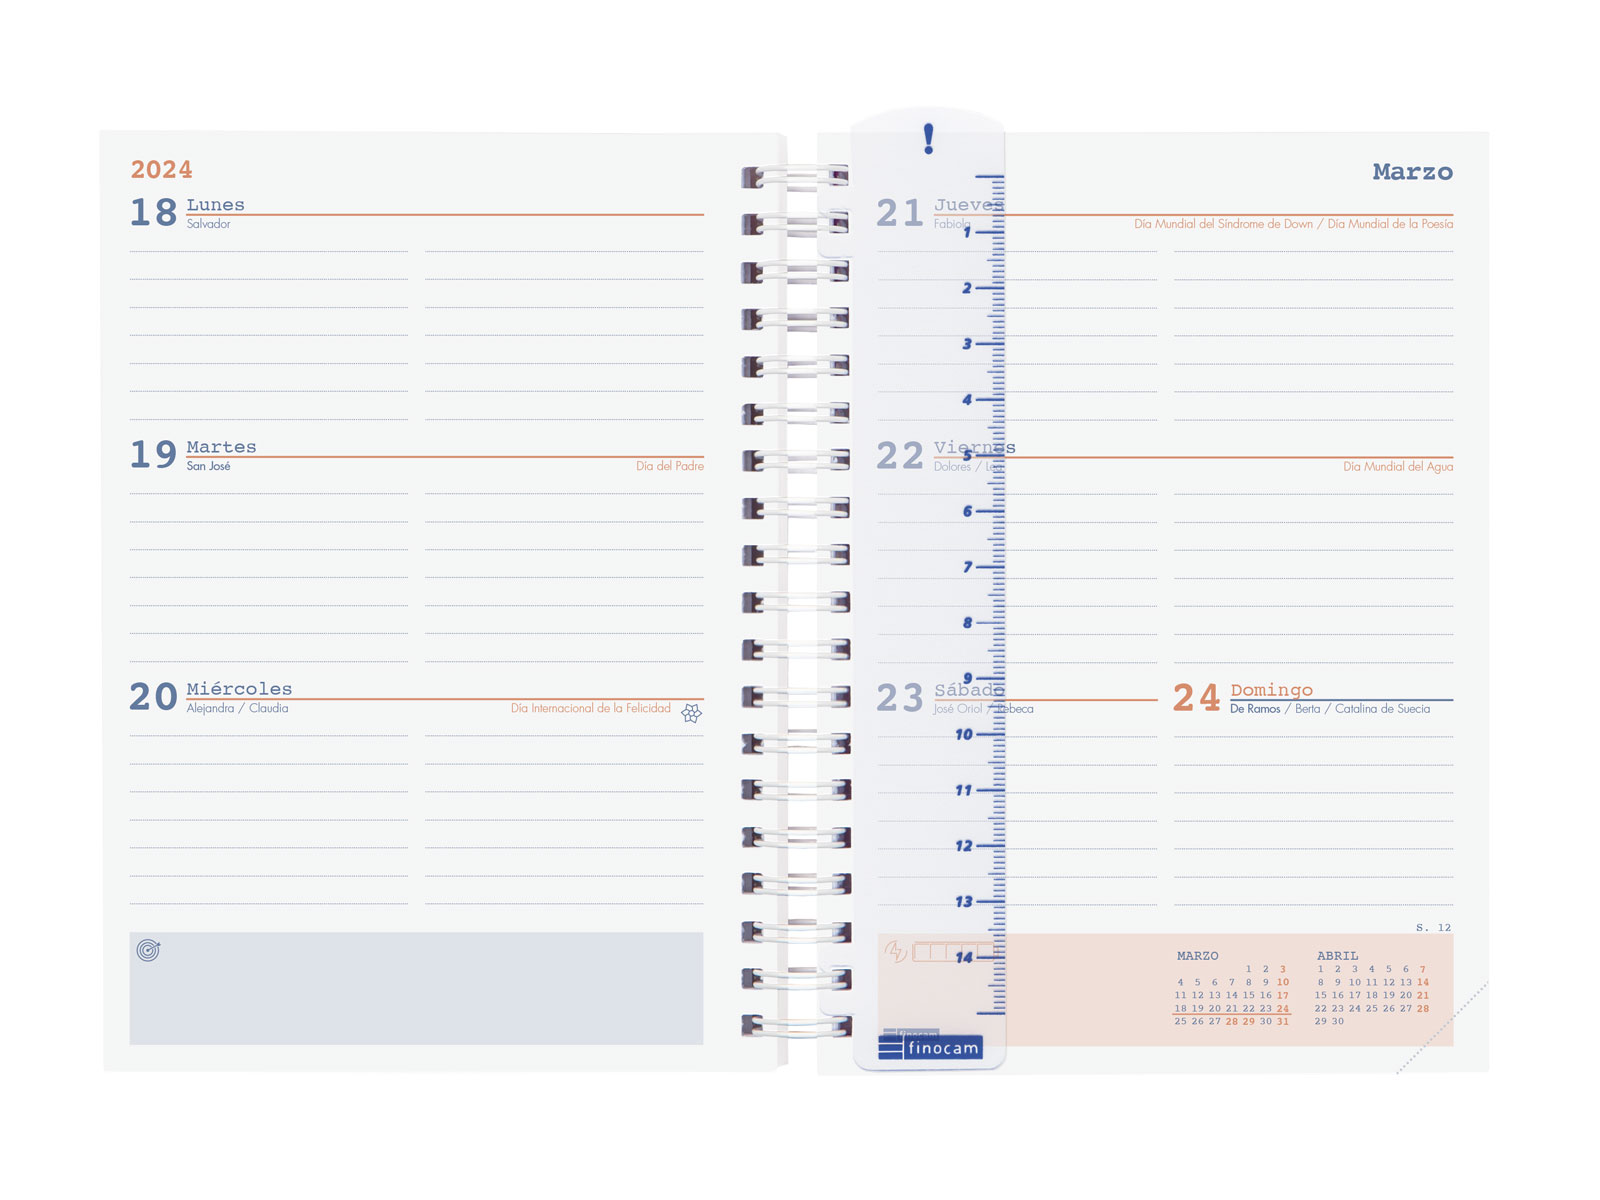 2024
18 Lunes
Salvador
19 Martes
San José
Día del Padre
20 Miércoles
Alejandra / Claudia
Día Internacional de la Felicidad
!
Marzo
21 Jueves
Fabiola
Día Mundial del Síndrome de Down / Día Mundial de la Poesía
1
2
3
4
22 Viernes
5
Dolores / Lea
Día Mundial del Agua
6
7
8
9
23 Sábado
José Oriol / Rebeca
24 Domingo
De Ramos / Berta / Catalina de Suecia
10
11
12
13
14
S. 12
MARZO
1 2 3
4 5 6 7 8 9 10
11 12 13 14 15 16 17
18 19 20 21 22 23 24
25 26 27 28 29 30 31
ABRIL
1 2 3 4 5 6 7
8 9 10 11 12 13 14
15 16 17 18 19 20 21
22 23 24 25 26 27 28
29 30
finocam
finocam